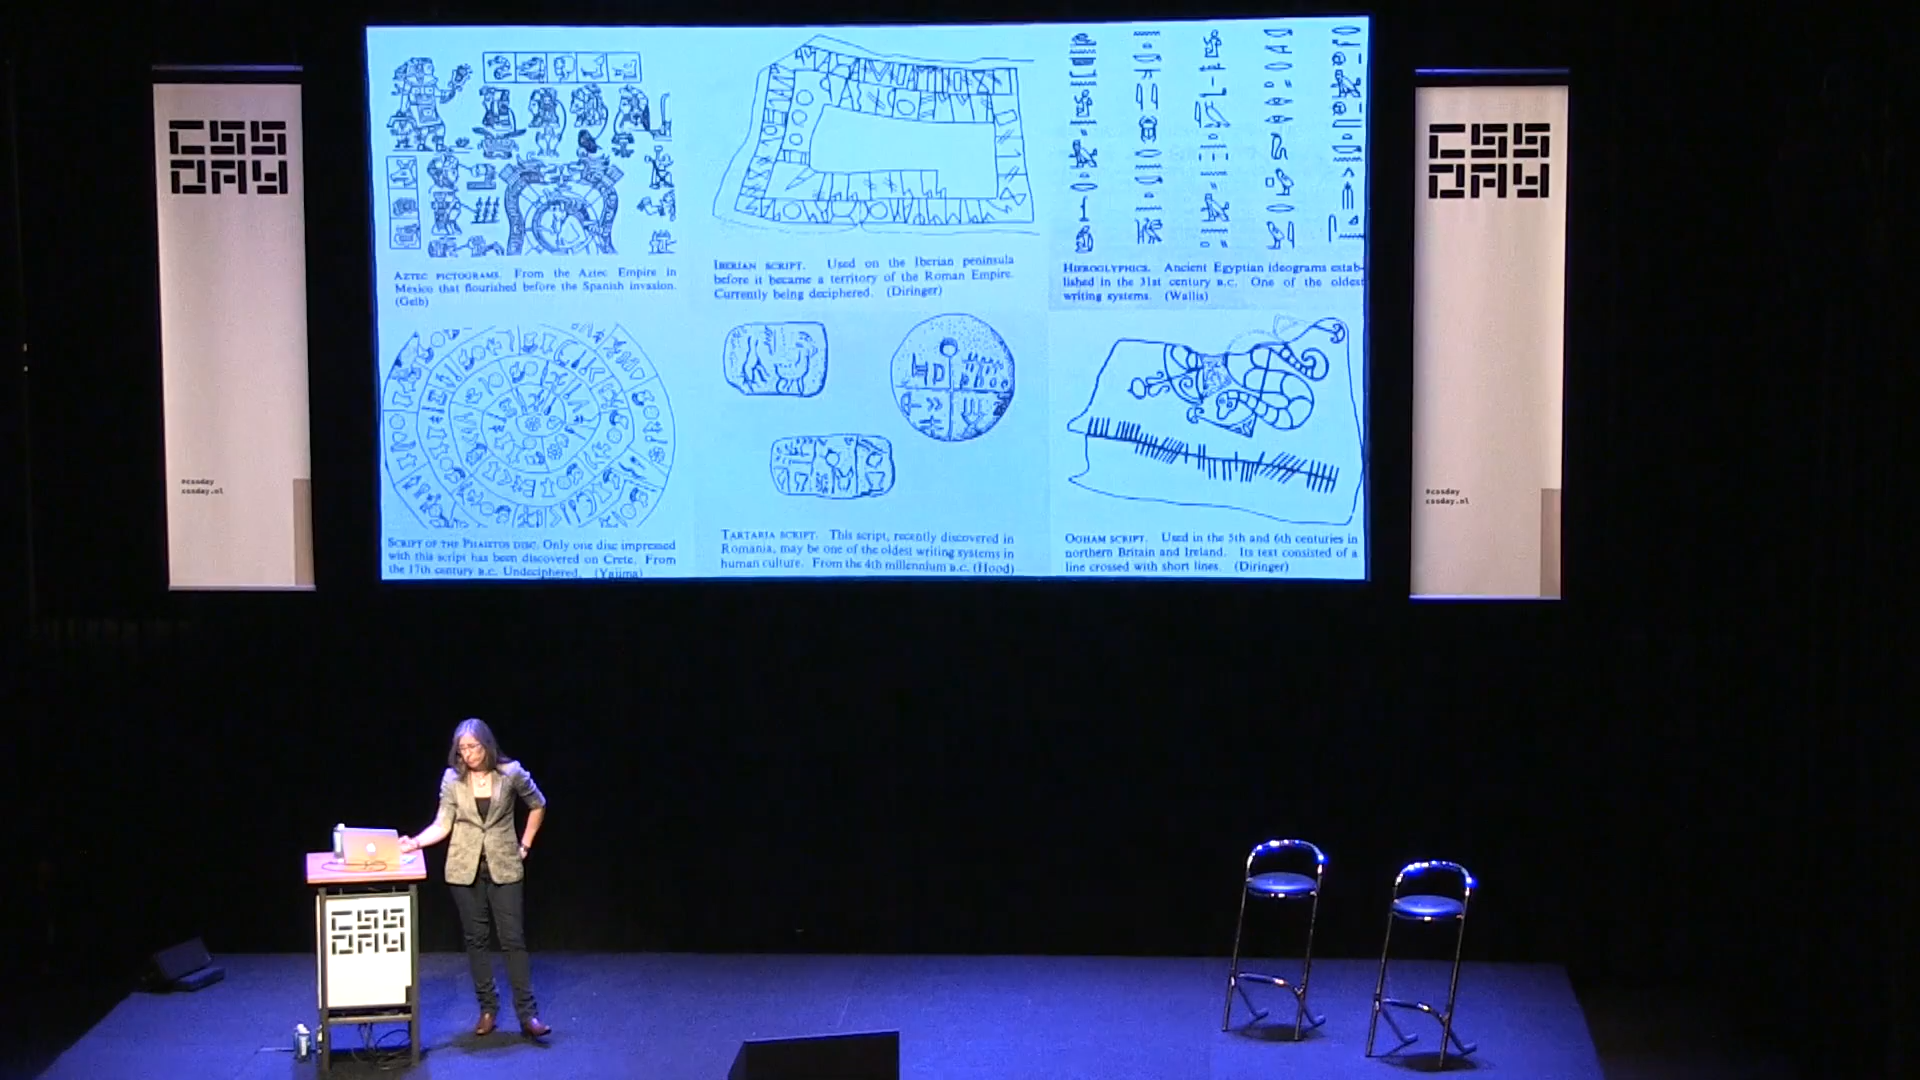 CSS
DAY
#cssday
cssday.nl
AZTEC PICTOGRAMS. From the Aztec Empire in
Mexico that flourished before the Spanish invasion.
(Gelb)
IBERIAN SCRIPT. Used on the Iberian peninsula
before it became a territory of the Roman Empire.
Currently being deciphered. (Diringer)
HIEROGLYPHICS. Ancient Egyptian ideograms estab-
lished in the 31st century B.C. One of the oldest
writing systems. (Wallis)
SCRIPT OF THE PHAISTOS DISC. Only one disc impressed
with this script has been discovered on Crete. From
the 17th century B.C. Undeciphered. (Yajima)
TARTARIA SCRIPT. This script, recently discovered in
Romania, may be one of the oldest writing systems in
human culture. From the 4th millennium B.C. (Hood)
OGHAM SCRIPT. Used in the 5th and 6th centuries in
northern Britain and Ireland. Its text consisted of a
line crossed with short lines. (Diringer)
CSS
DAY
#cssday
cssday.nl
CSS
DAY